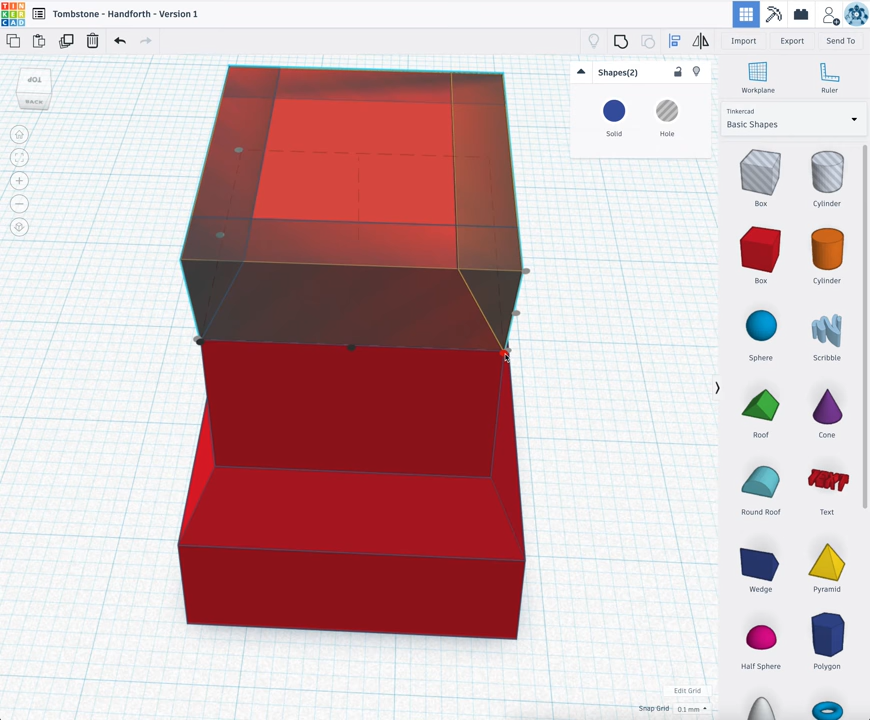 TIN
KER
CAD
Tombstone - Handforth - Version 1
Import
Export
Send To
TOP
BACK
Shapes(2)
Solid
Hole
Workplane
Ruler
Tinkercad
Basic Shapes
Box
Cylinder
Box
Cylinder
Sphere
Scribble
Roof
Cone
Round Roof
Text
TEXT
Wedge
Pyramid
Half Sphere
Polygon
Edit Grid
Snap Grid
0.1 mm